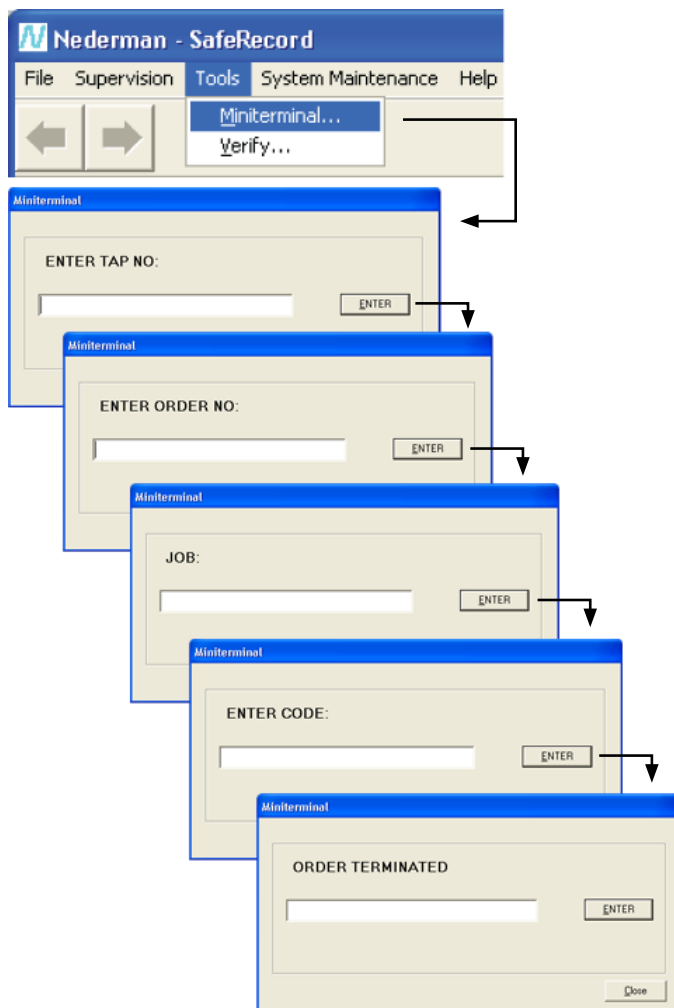 Nederman - SafeRecord
File Supervision Tools System Maintenance Help
Miniterminal...
Verify...
Miniterminal
ENTER TAP NO:
ENTER
Miniterminal
ENTER ORDER NO:
ENTER
Miniterminal
JOB:
ENTER
Miniterminal
ENTER CODE:
ENTER
Miniterminal
ORDER TERMINATED
ENTER
Close